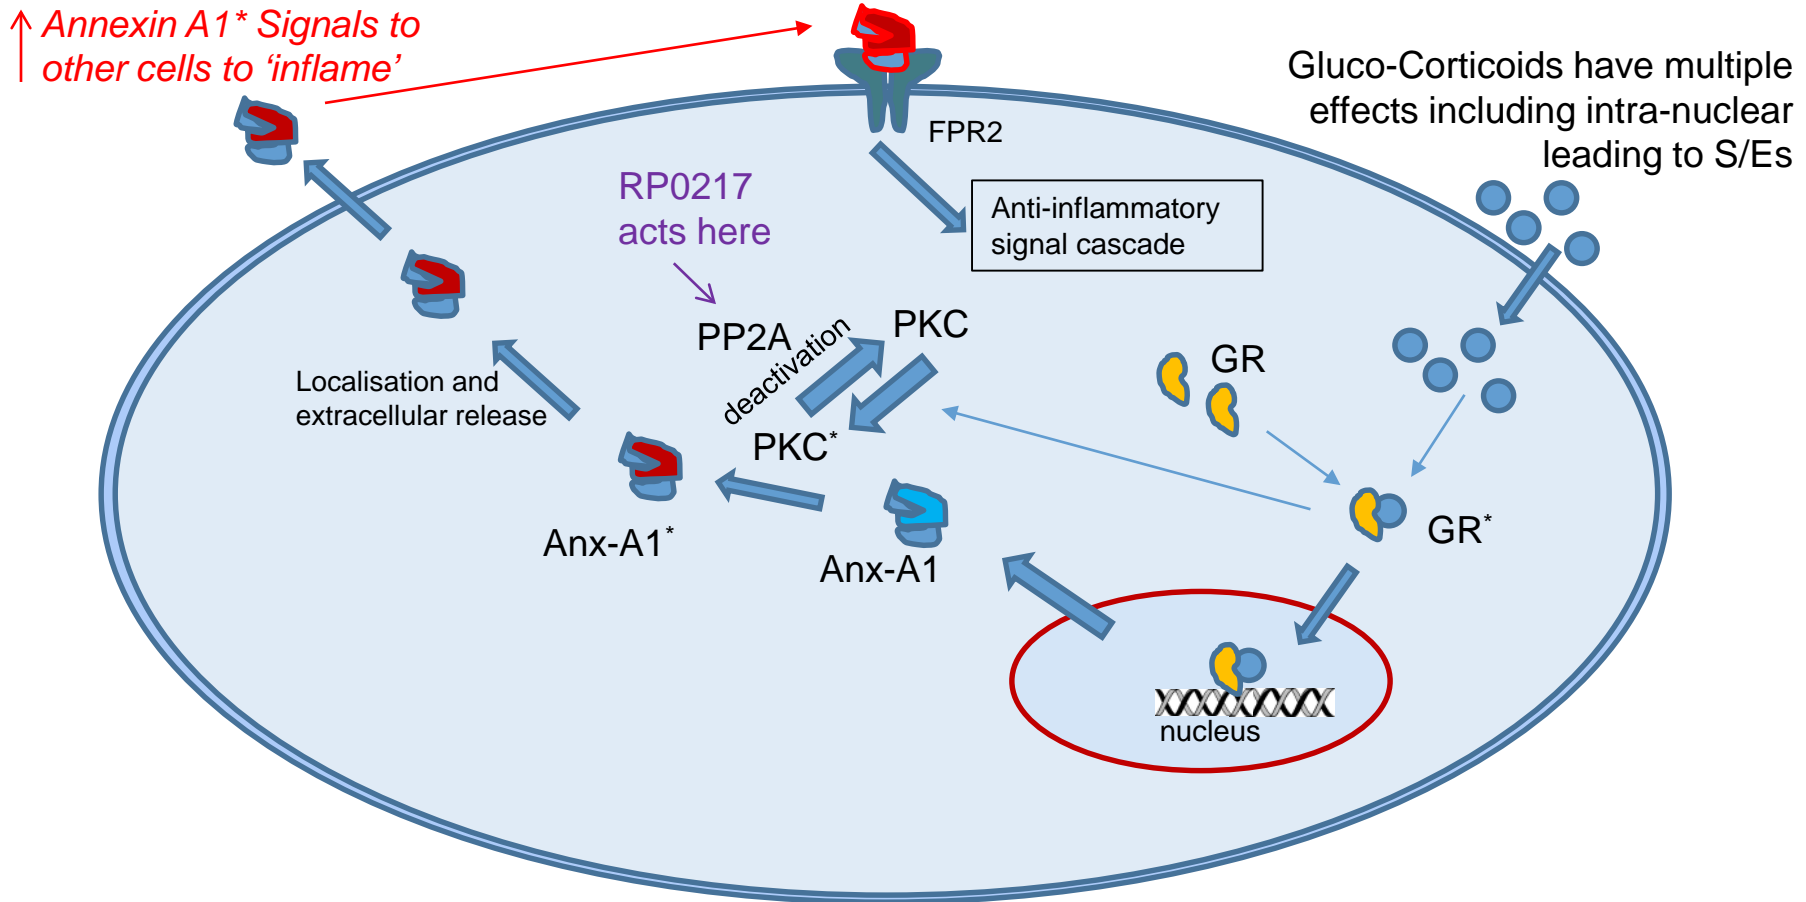 Annexin A1* Signals to
other cells to ‘inflame’
Gluco-Corticoids have multiple
effects including intra-nuclear
leading to S/Es
FPR2
RP0217
acts here
Anti-inflammatory
signal cascade
PP2A
PKC
deactivation
GR
Localisation and
extracellular release
PKC*
Anx-A1*
Anx-A1
GR*
nucleus